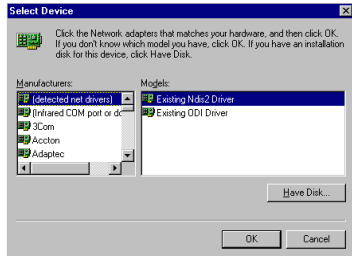 Select Device
Click the Network adapters that matches your hardware, and then click OK.
If you don't know which model you have, click OK. If you have an installation
disk for this device, click Have Disk.
Manufacturers:
(detected net drivers)
(Infrared COM port or do
3Com
Accton
Adaptec
Models:
Existing Ndis2 Driver
Existing ODI Driver
Have Disk...
OK
Cancel